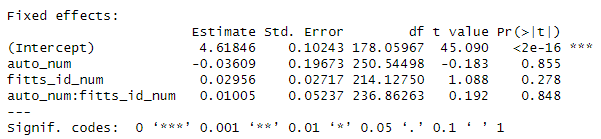 Fixed effects:
                      Estimate Std. Error        df t value Pr(>|t|)
(Intercept)            4.61846    0.10243 178.05967  45.090   <2e-16 ***
auto_num              -0.03609    0.19673 250.54498  -0.183    0.855
fitts_id_num           0.02956    0.02717 214.12750   1.088    0.278
auto_num:fitts_id_num  0.01005    0.05237 236.86263   0.192    0.848
---
Signif. codes:  0 ‘***’ 0.001 ‘**’ 0.01 ‘*’ 0.05 ‘.’ 0.1 ‘ ’ 1